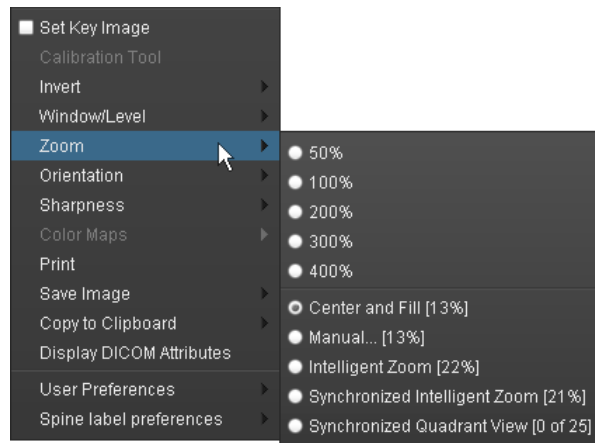 Set Key Image
Calibration Tool
Invert
Window/Level
Zoom
Orientation
Sharpness
Color Maps
Print
Save Image
Copy to Clipboard
Display DICOM Attributes
User Preferences
Spine label preferences
50%
100%
200%
300%
400%
Center and Fill [13%]
Manual... [13%]
Intelligent Zoom [22%]
Synchronized Intelligent Zoom [21%]
Synchronized Quadrant View [0 of 25]